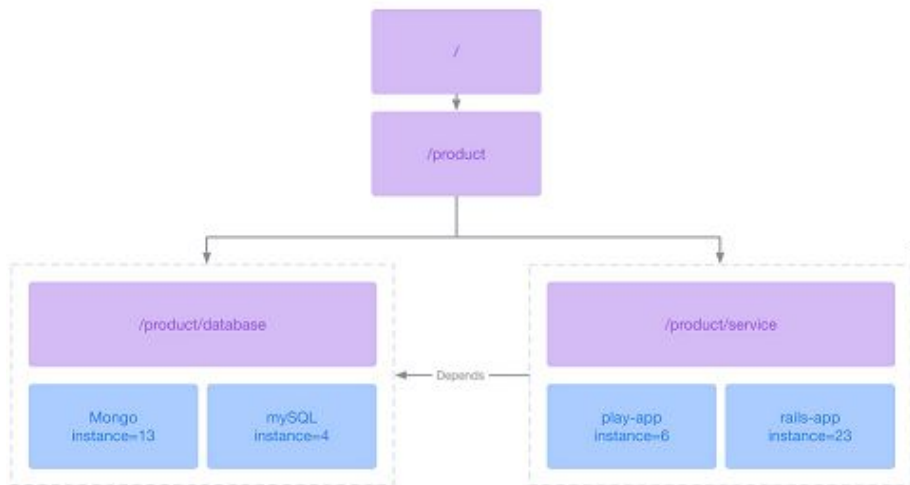 /
/product
/product/database
/product/service
Depends
Mongo
instance=13
mySQL
instance=4
play-app
instance=6
rails-app
instance=23